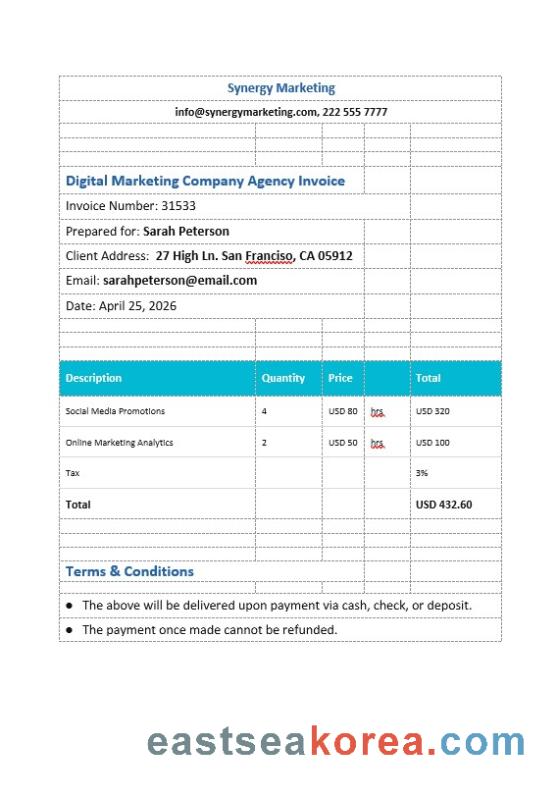 Synergy Marketing
info@synergymarketing.com, 222 555 7777
Digital Marketing Company Agency Invoice
Invoice Number: 31533
Prepared for: Sarah Peterson
Client Address:  27 High Ln. San Franciso, CA 05912
Email: sarahpeterson@email.com
Date: April 25, 2026
Description Quantity Price Total
Social Media Promotions 4 USD 80 hrs. USD 320
Online Marketing Analytics 2 USD 50 hrs. USD 100
Tax 3%
Total USD 432.60
Terms & Conditions
● The above will be delivered upon payment via cash, check, or deposit.
● The payment once made cannot be refunded.
eastseakorea.com